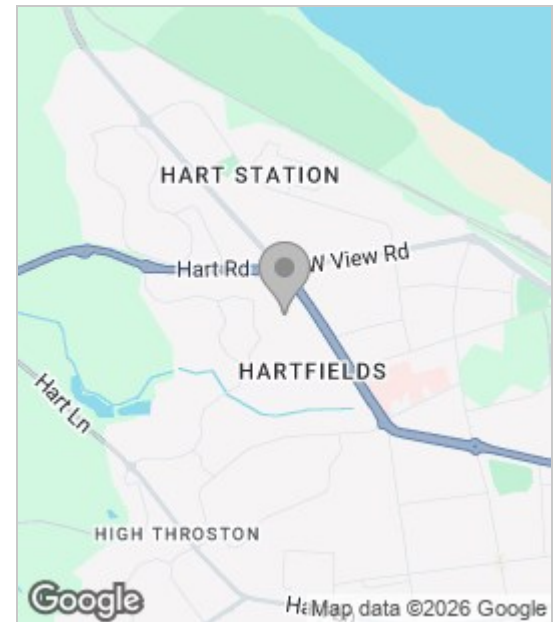 HART STATION
Hart Rd
W View Rd
HARTFIELDS
Hart Ln
HIGH THROSTON
Google
Map data ©2026 Google